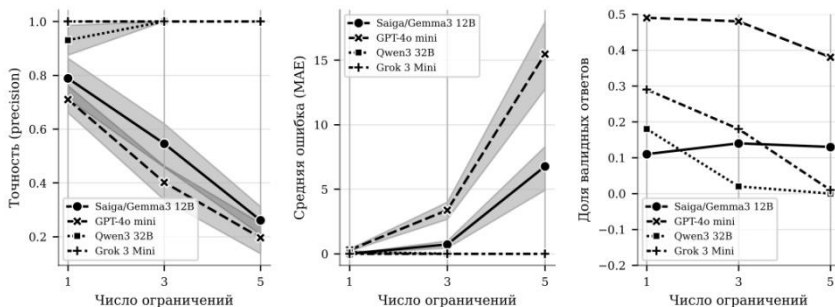 Точность (precision)
1.0
0.8
0.6
0.4
0.2
Saiga/Gemma3 12B
GPT-4o mini
Qwen3 32B
Grok 3 Mini
1
3
5
Число ограничений
Средняя ошибка (MAE)
15
10
5
0
Saiga/Gemma3 12B
GPT-4o mini
Qwen3 32B
Grok 3 Mini
1
3
5
Число ограничений
Доля валидных ответов
0.5
0.4
0.3
0.2
0.1
0.0
−0.1
−0.2
Saiga/Gemma3 12B
GPT-4o mini
Qwen3 32B
Grok 3 Mini
1
3
5
Число ограничений